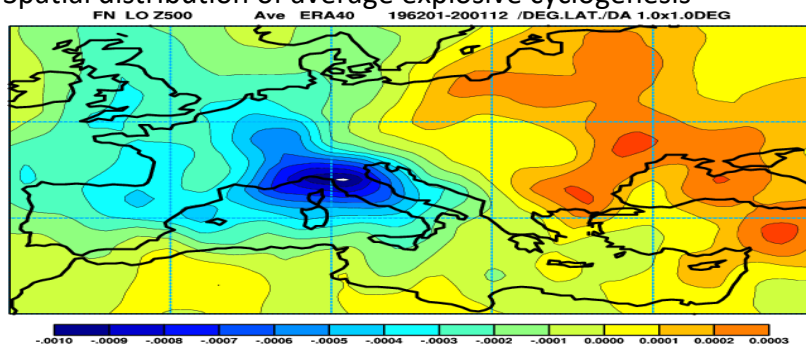 Spatial distribution of average explosive cyclogenesis
FN LO Z500 Ave ERA40 196201-200112 /DEG.LAT./DA 1.0x1.0DEG
-.0010 -.0009 -.0008 -.0007 -.0006 -.0005 -.0004 -.0003 -.0002 -.0001 0.0000 0.0001 0.0002 0.0003